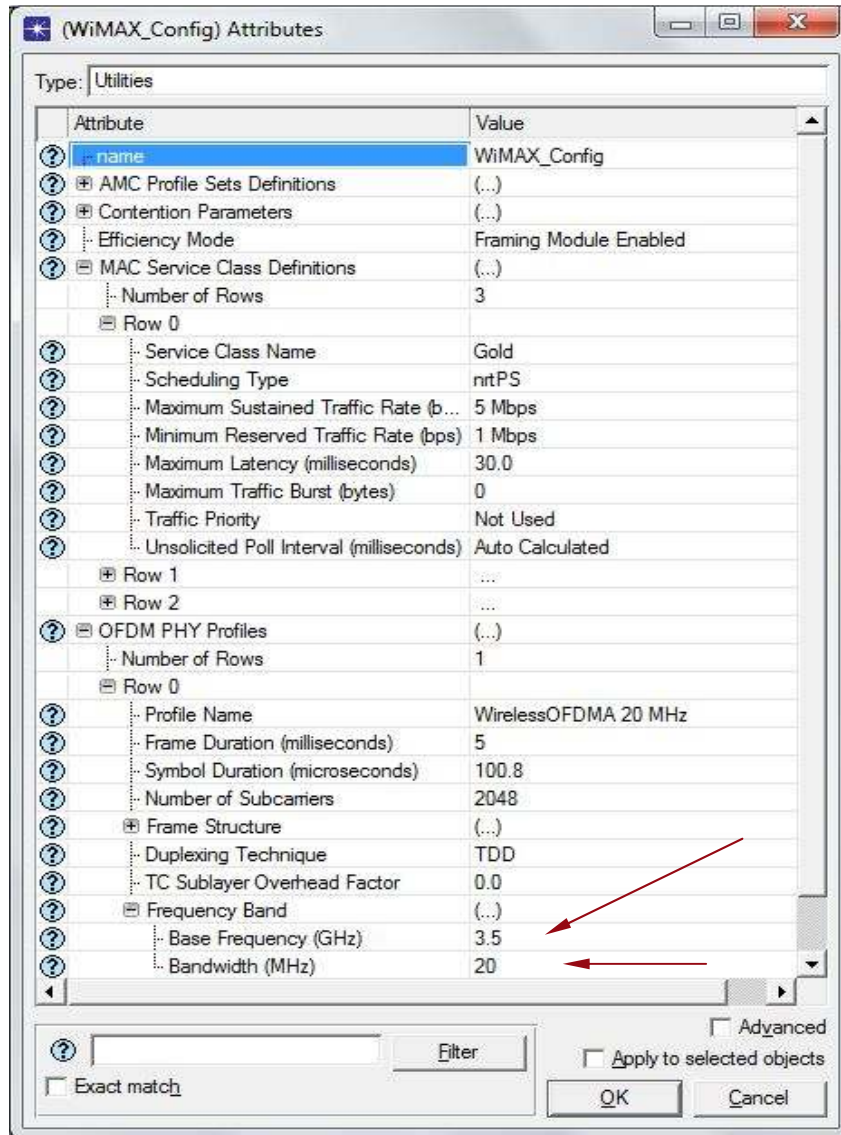 (WiMAX_Config) Attributes
Type: Utilities
Attribute Value
name WiMAX_Config
AMC Profile Sets Definitions (...)
Contention Parameters (...)
Efficiency Mode Framing Module Enabled
MAC Service Class Definitions (...)
Number of Rows 3
Row 0
Service Class Name Gold
Scheduling Type nrtPS
Maximum Sustained Traffic Rate (b... 5 Mbps
Minimum Reserved Traffic Rate (bps) 1 Mbps
Maximum Latency (milliseconds) 30.0
Maximum Traffic Burst (bytes) 0
Traffic Priority Not Used
Unsolicited Poll Interval (milliseconds) Auto Calculated
Row 1 ...
Row 2 ...
OFDM PHY Profiles (...)
Number of Rows 1
Row 0
Profile Name WirelessOFDMA 20 MHz
Frame Duration (milliseconds) 5
Symbol Duration (microseconds) 100.8
Number of Subcarriers 2048
Frame Structure (...)
Duplexing Technique TDD
TC Sublayer Overhead Factor 0.0
Frequency Band (...)
Base Frequency (GHz) 3.5
Bandwidth (MHz) 20
Advanced
Filter
Apply to selected objects
Exact match
OK Cancel